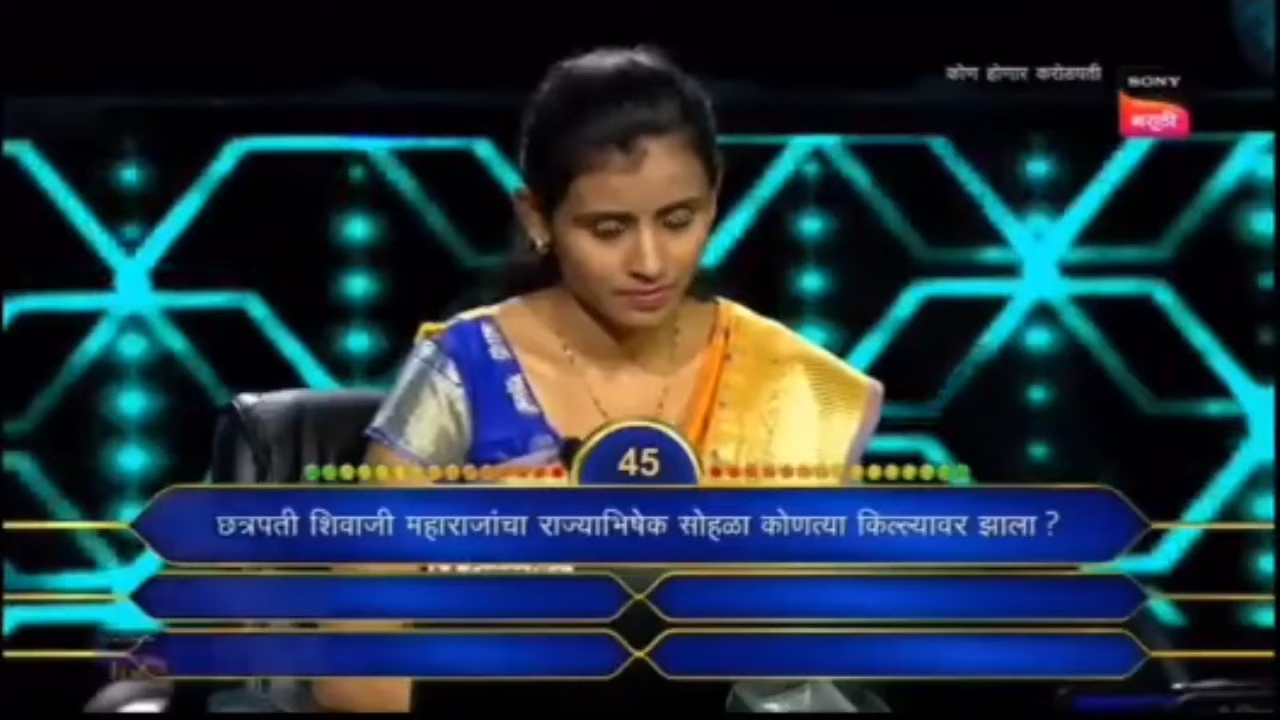 कोण होणार करोडपती
SONY
मराठी
45
छत्रपती शिवाजी महाराजांचा राज्याभिषेक सोहळा कोणत्या किल्ल्यावर झाला ?